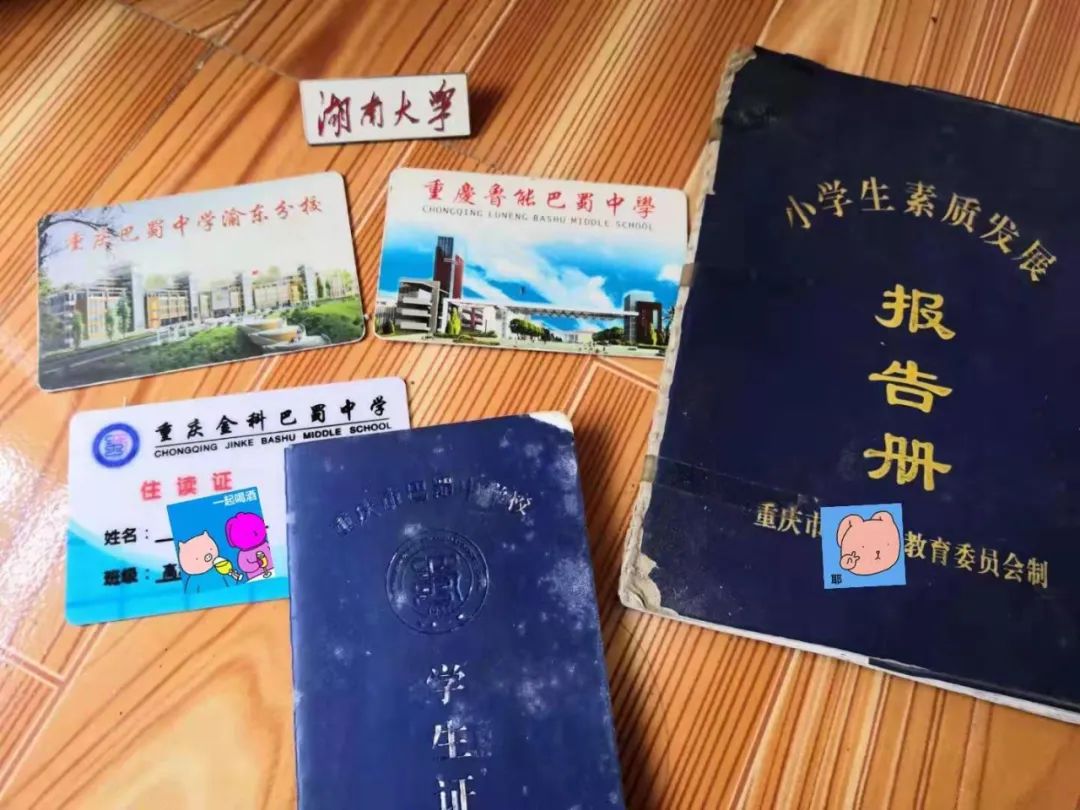 湖南大學
重庆巴蜀中学渝东分校
重慶魯能巴蜀中學
CHONGQING LUNENG BASHU MIDDLE SCHOOL
重庆金科巴蜀中学
CHONGQING JINKE BASHU MIDDLE SCHOOL
住读证
姓名：
班级：高
一起喝酒
重庆市巴蜀中学校
学生证
小学生素质发展
报告册
重庆市
教育委员会制
耶